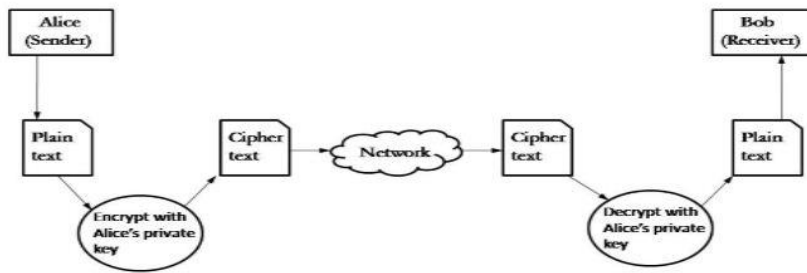 Alice
(Sender)
Bob
(Receiver)
Plain
text
Cipher
text
Network
Cipher
text
Plain
text
Encrypt with
Alice's private
key
Decrypt with
Alice's private
key